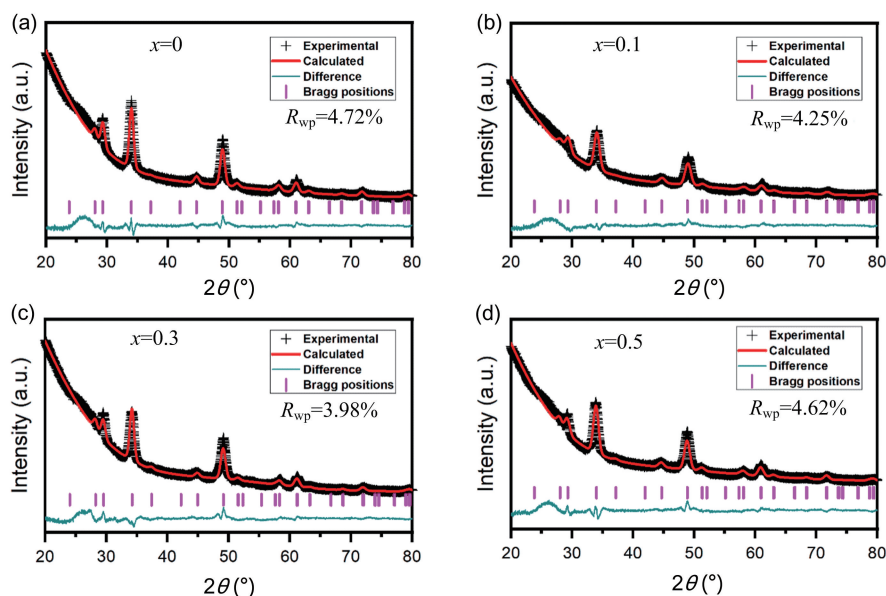 (a)
x=0
Experimental
Calculated
Difference
Bragg positions
Rwp=4.72%
Intensity (a.u.)
20 30 40 50 60 70 80
2θ (°)
(b)
x=0.1
Experimental
Calculated
Difference
Bragg positions
Rwp=4.25%
Intensity (a.u.)
20 30 40 50 60 70 80
2θ (°)
(c)
x=0.3
Experimental
Calculated
Difference
Bragg positions
Rwp=3.98%
Intensity (a.u.)
20 30 40 50 60 70 80
2θ (°)
(d)
x=0.5
Experimental
Calculated
Difference
Bragg positions
Rwp=4.62%
Intensity (a.u.)
20 30 40 50 60 70 80
2θ (°)